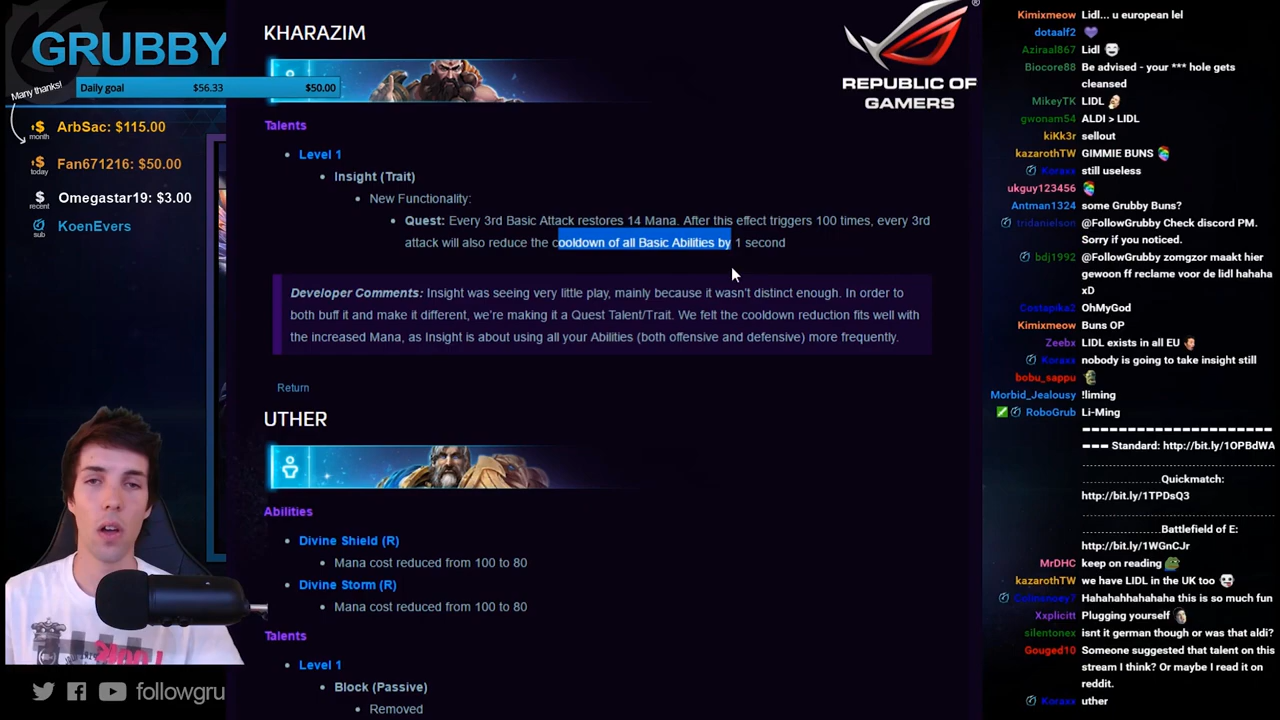 GRUBBY
Many thanks!
Daily goal $56.33 $50.00
$ month ArbSac: $115.00
$ today Fan671216: $50.00
$ recent Omegastar19: $3.00
sub KoenEvers
followgru
KHARAZIM
Talents
Level 1
Insight (Trait)
New Functionality:
Quest: Every 3rd Basic Attack restores 14 Mana. After this effect triggers 100 times, every 3rd
attack will also reduce the cooldown of all Basic Abilities by 1 second
Developer Comments: Insight was seeing very little play, mainly because it wasn't distinct enough. In order to
both buff it and make it different, we're making it a Quest Talent/Trait. We felt the cooldown reduction fits well with
the increased Mana, as Insight is about using all your Abilities (both offensive and defensive) more frequently.
Return
UTHER
Abilities
Divine Shield (R)
Mana cost reduced from 100 to 80
Divine Storm (R)
Mana cost reduced from 100 to 80
Talents
Level 1
Block (Passive)
Removed
REPUBLIC OF
GAMERS
®
Kimixmeow Lidl... u european lel
dotaalf2
Aziraal867 Lidl
Biocore88 Be advised - your *** hole gets
cleansed
MikeyTK LIDL
gwonam54 ALDI > LIDL
kiKk3r sellout
kazarothTW GIMMIE BUNS
Koraxx still useless
ukguy123456
Antman1324 some Grubby Buns?
tridanielson @FollowGrubby Check discord PM.
Sorry if you noticed.
bdj1992 @FollowGrubby zomgzor maakt hier
gewoon ff reclame voor de lidl hahaha
xD
Costapika2 OhMyGod
Kimixmeow Buns OP
Zeebx LIDL exists in all EU
Koraxx nobody is going to take insight still
bobu_sappu
Morbid_Jealousy !liming
RoboGrub Li-Ming
Standard: http://bit.ly/1OPBdWA
Quickmatch:
http://bit.ly/1TPDsQ3
Battlefield of E:
http://bit.ly/1WGnCJr
MrDHC keep on reading
kazarothTW we have LIDL in the UK too
Hahahahhahaha this is so much fun
Xxplicitt Plugging yourself
silentonex isnt it german though or was that aldi?
Gouged10 Someone suggested that talent on this
stream I think? Or maybe I read it on
reddit.
Koraxx uther